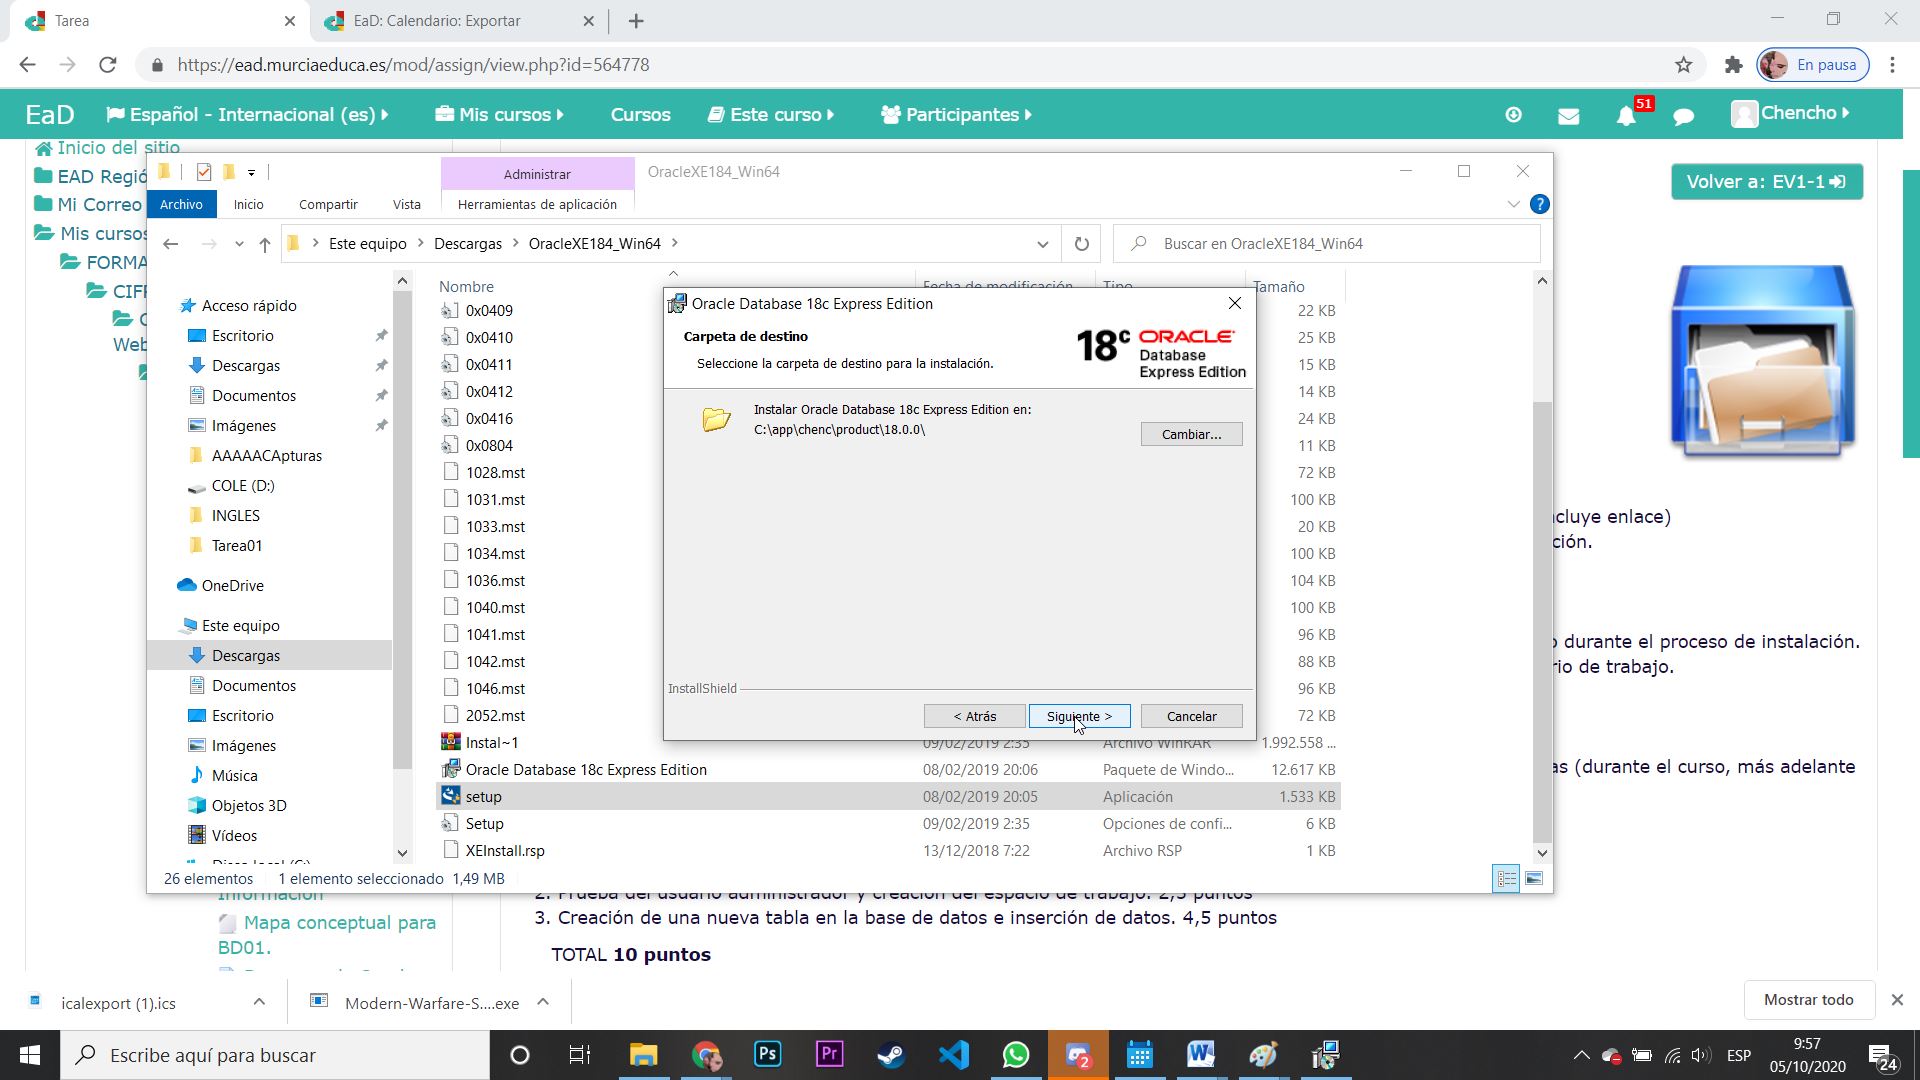 Tarea
EaD: Calendario: Exportar
https://ead.murciaeduca.es/mod/assign/view.php?id=564778
En pausa
EaD
Español - Internacional (es)
Mis cursos
Cursos
Este curso
Participantes
51
Chencho
Inicio del sitio
EAD Regió
Mi Correo
Mis cursos
FORMA
CIF
Web
Volver a: EV1-1
Administrar
OracleXE184_Win64
Archivo
Inicio
Compartir
Vista
Herramientas de aplicación
Este equipo
Descargas
OracleXE184_Win64
Buscar en OracleXE184_Win64
Acceso rápido
Escritorio
Descargas
Documentos
Imágenes
AAAAACApturas
COLE (D:)
INGLES
Tarea01
OneDrive
Este equipo
Descargas
Documentos
Escritorio
Imágenes
Música
Objetos 3D
Vídeos
Disco local (C:)
Nombre
Fecha de modificación
Tipo
Tamaño
0x0409
22 KB
0x0410
25 KB
0x0411
15 KB
0x0412
14 KB
0x0416
24 KB
0x0804
11 KB
1028.mst
72 KB
1031.mst
100 KB
1033.mst
20 KB
1034.mst
100 KB
1036.mst
104 KB
1040.mst
100 KB
1041.mst
96 KB
1042.mst
88 KB
1046.mst
96 KB
2052.mst
72 KB
Instal~1
09/02/2019 2:35
Archivo WinRAR
1.992.558 ...
Oracle Database 18c Express Edition
08/02/2019 20:06
Paquete de Windo...
12.617 KB
setup
08/02/2019 20:05
Aplicación
1.533 KB
Setup
09/02/2019 2:35
Opciones de confi...
6 KB
XEInstall.rsp
13/12/2018 7:22
Archivo RSP
1 KB
26 elementos
1 elemento seleccionado 1,49 MB
Oracle Database 18c Express Edition
Carpeta de destino
Seleccione la carpeta de destino para la instalación.
18c ORACLE
Database
Express Edition
Instalar Oracle Database 18c Express Edition en:
C:\app\chenc\product\18.0.0\
Cambiar...
InstallShield
< Atrás
Siguiente >
Cancelar
cluye enlace)
ción.
o durante el proceso de instalación.
rio de trabajo.
as (durante el curso, más adelante
Información
Mapa conceptual para
BD01.
2. Prueba del usuario administrador y creación del espacio de trabajo. 2,5 puntos
3. Creación de una nueva tabla en la base de datos e inserción de datos. 4,5 puntos
TOTAL 10 puntos
icalexport (1).ics
Modern-Warfare-S....exe
Mostrar todo
Escribe aquí para buscar
Ps
Pr
2
ESP
9:57
05/10/2020
24